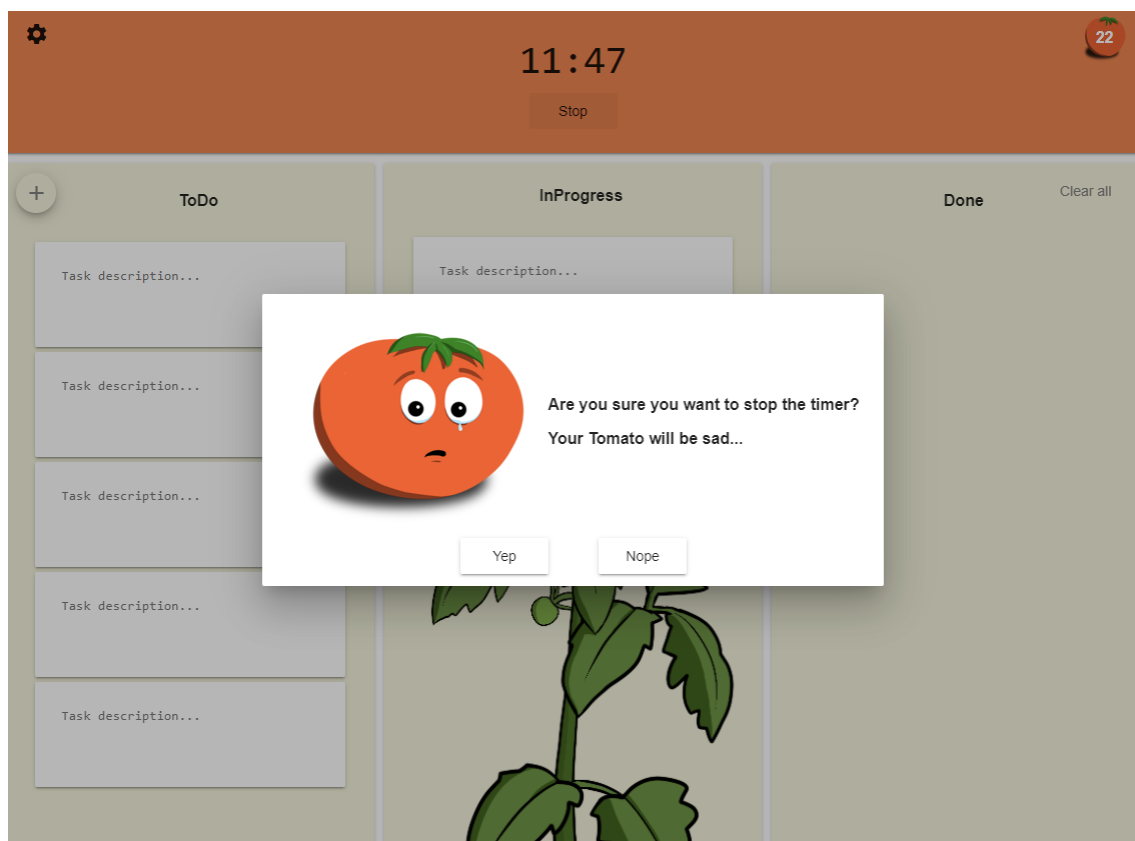 22
11:47
Stop
+
ToDo
InProgress
Done
Clear all
Task description...
Task description...
Task description...
Task description...
Task description...
Task description...
Are you sure you want to stop the timer?
Your Tomato will be sad...
Yep
Nope